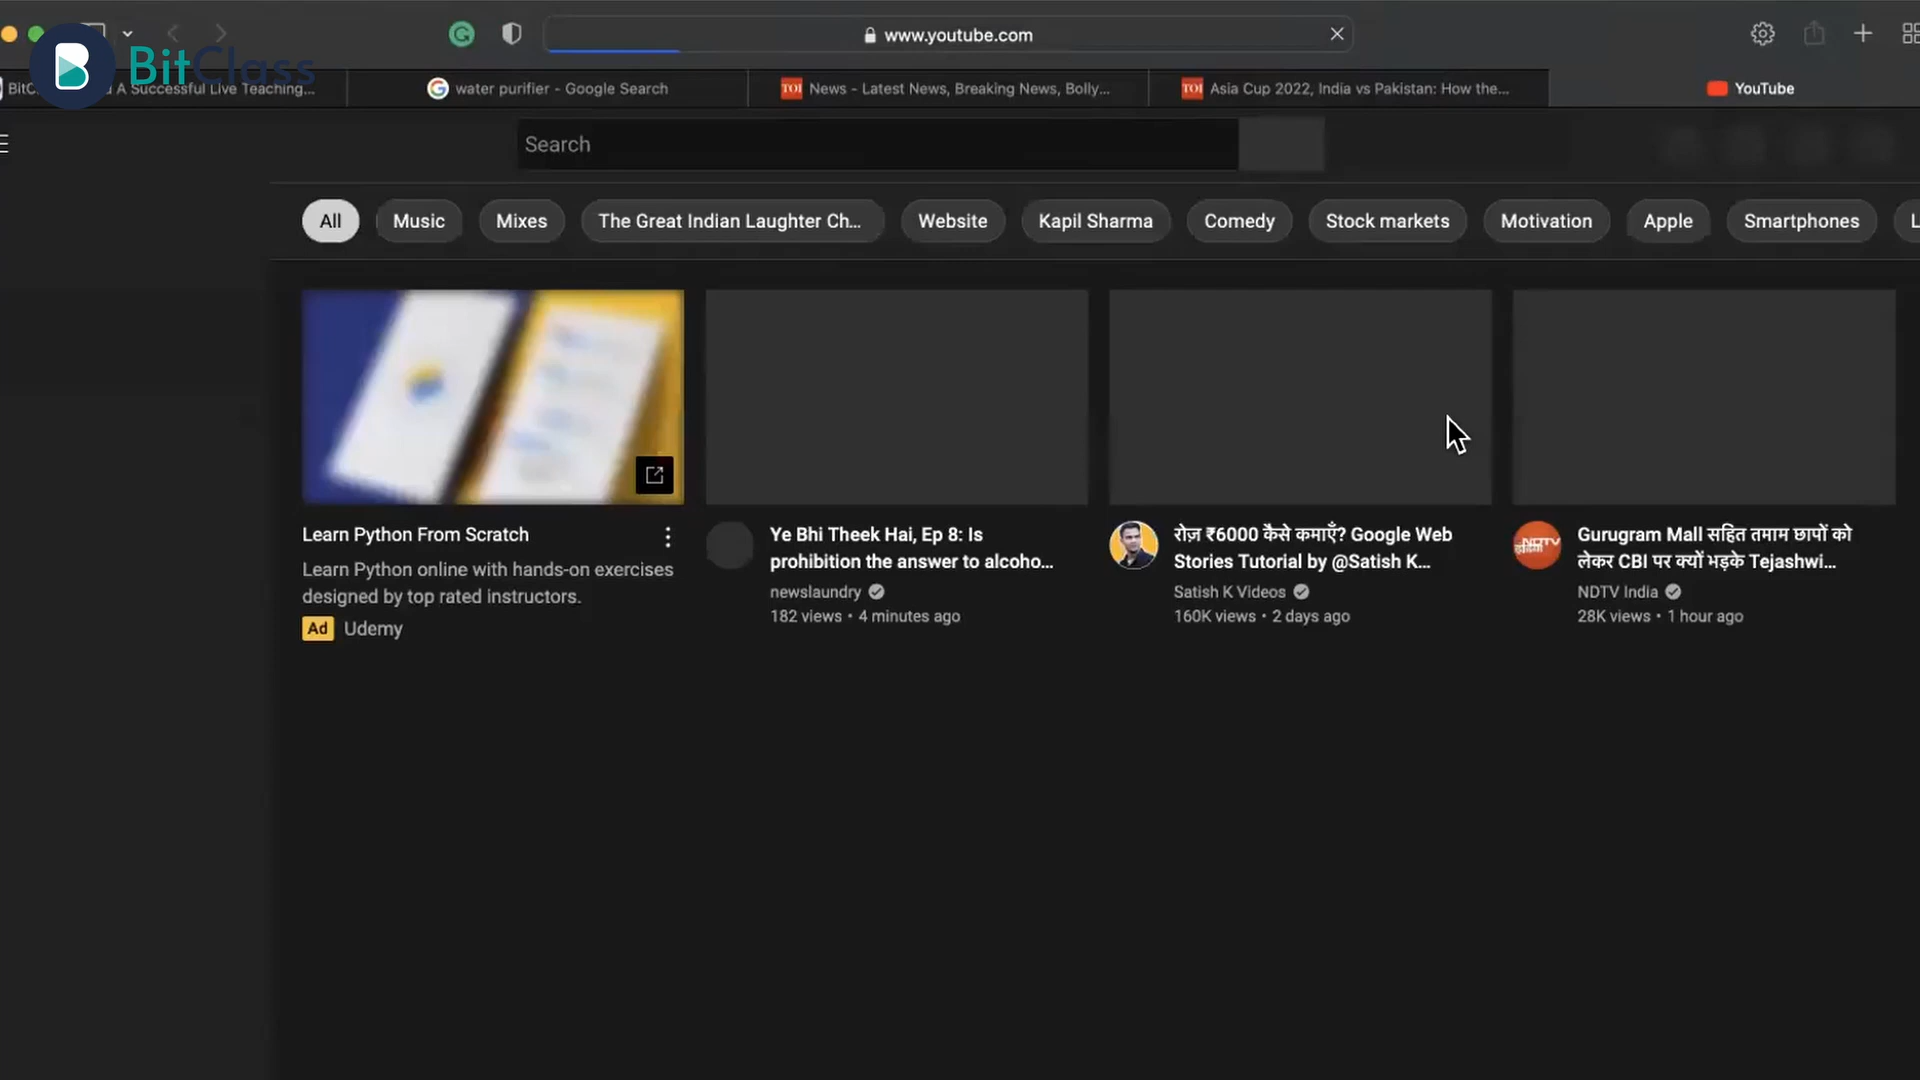 www.youtube.com
BitClass
A Successful Live Teaching...
water purifier - Google Search
TOI News - Latest News, Breaking News, Bolly...
TOI Asia Cup 2022, India vs Pakistan: How the...
YouTube
Search
All
Music
Mixes
The Great Indian Laughter Ch...
Website
Kapil Sharma
Comedy
Stock markets
Motivation
Apple
Smartphones
Learn Python From Scratch
Learn Python online with hands-on exercises
designed by top rated instructors.
Ad Udemy
Ye Bhi Theek Hai, Ep 8: Is
prohibition the answer to alcoho...
newslaundry
182 views • 4 minutes ago
रोज़ ₹6000 कैसे कमाएँ? Google Web
Stories Tutorial by @Satish K...
Satish K Videos
160K views • 2 days ago
NDTV
Gurugram Mall सहित तमाम छापों को
लेकर CBI पर क्यों भड़के Tejashwi...
NDTV India
28K views • 1 hour ago